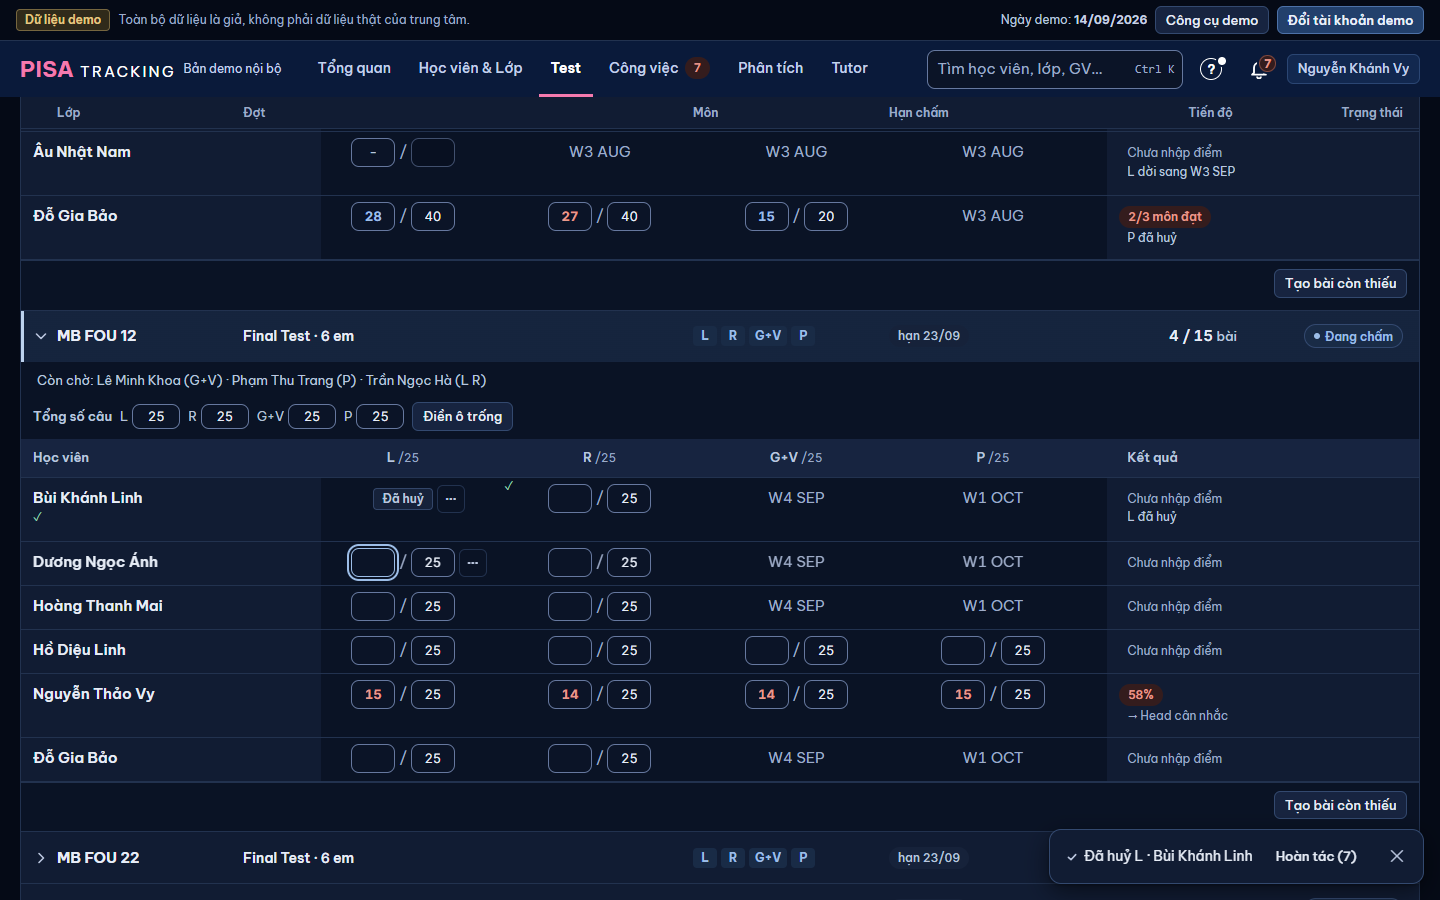 Dữ liệu demo Toàn bộ dữ liệu là giả, không phải dữ liệu thật của trung tâm. Ngày demo: 14/09/2026 Công cụ demo Đổi tài khoản demo
PISA TRACKING Bản demo nội bộ Tổng quan Học viên & Lớp Test Công việc 7 Phân tích Tutor Tìm học viên, lớp, GV... Ctrl K ? 7 Nguyễn Khánh Vy
Lớp Đợt Môn Hạn chấm Tiến độ Trạng thái
Âu Nhật Nam - / W3 AUG W3 AUG W3 AUG Chưa nhập điểm
L dời sang W3 SEP
Đỗ Gia Bảo 28 / 40 27 / 40 15 / 20 W3 AUG 2/3 môn đạt
P đã huỷ
Tạo bài còn thiếu
MB FOU 12 Final Test · 6 em L R G+V P hạn 23/09 4 / 15 bài Đang chấm
Còn chờ: Lê Minh Khoa (G+V) · Phạm Thu Trang (P) · Trần Ngọc Hà (L R)
Tổng số câu L 25 R 25 G+V 25 P 25 Điền ô trống
Học viên L /25 R /25 G+V /25 P /25 Kết quả
Bùi Khánh Linh Đã huỷ ··· ✓ / 25 W4 SEP W1 OCT Chưa nhập điểm
✓ L đã huỷ
Dương Ngọc Ánh / 25 ··· / 25 W4 SEP W1 OCT Chưa nhập điểm
Hoàng Thanh Mai / 25 / 25 W4 SEP W1 OCT Chưa nhập điểm
Hồ Diệu Linh / 25 / 25 / 25 / 25 Chưa nhập điểm
Nguyễn Thảo Vy 15 / 25 14 / 25 14 / 25 15 / 25 58%
→ Head cân nhắc
Đỗ Gia Bảo / 25 / 25 W4 SEP W1 OCT Chưa nhập điểm
Tạo bài còn thiếu
MB FOU 22 Final Test · 6 em L R G+V P hạn 23/09
✓ Đã huỷ L · Bùi Khánh Linh Hoàn tác (7)